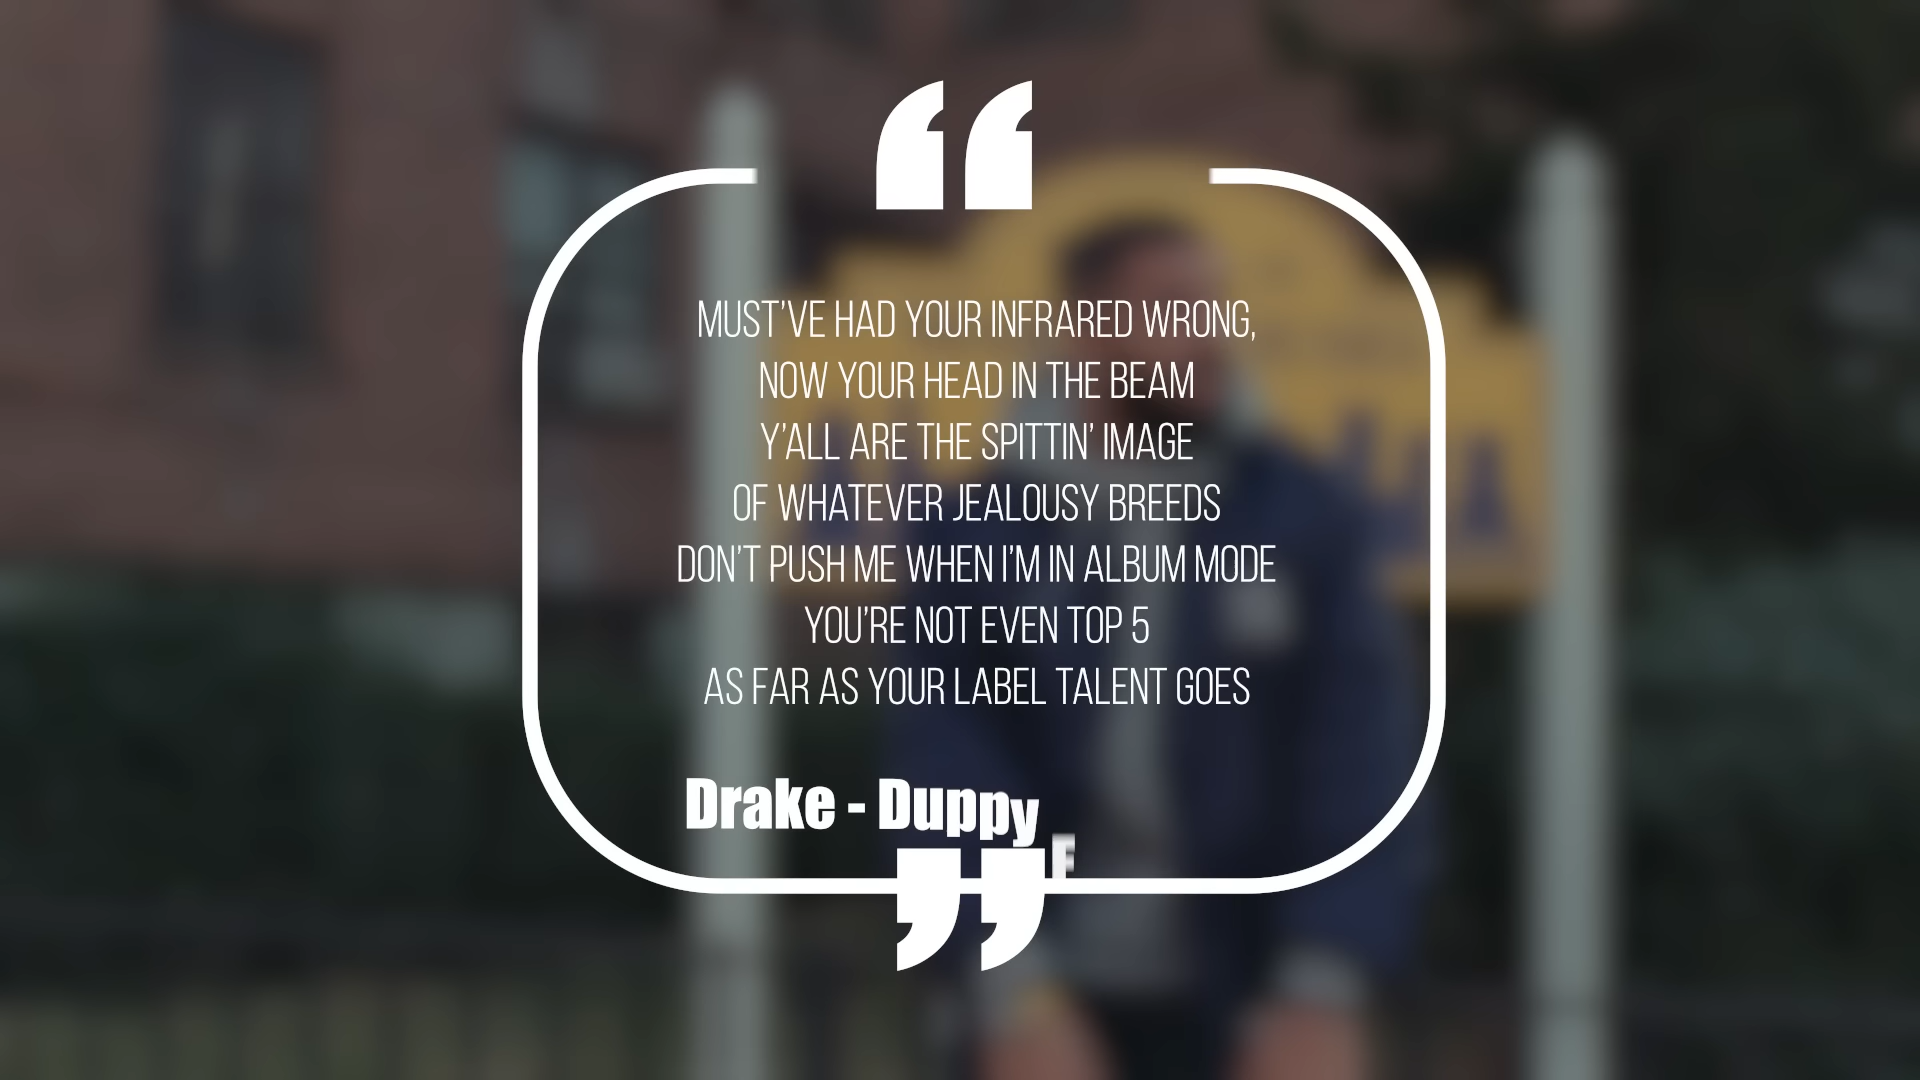 MUST'VE HAD YOUR INFRARED WRONG,
NOW YOUR HEAD IN THE BEAM
Y'ALL ARE THE SPITTIN' IMAGE
OF WHATEVER JEALOUSY BREEDS
DON'T PUSH ME WHEN I'M IN ALBUM MODE
YOU'RE NOT EVEN TOP 5
AS FAR AS YOUR LABEL TALENT GOES
Drake - Duppy F